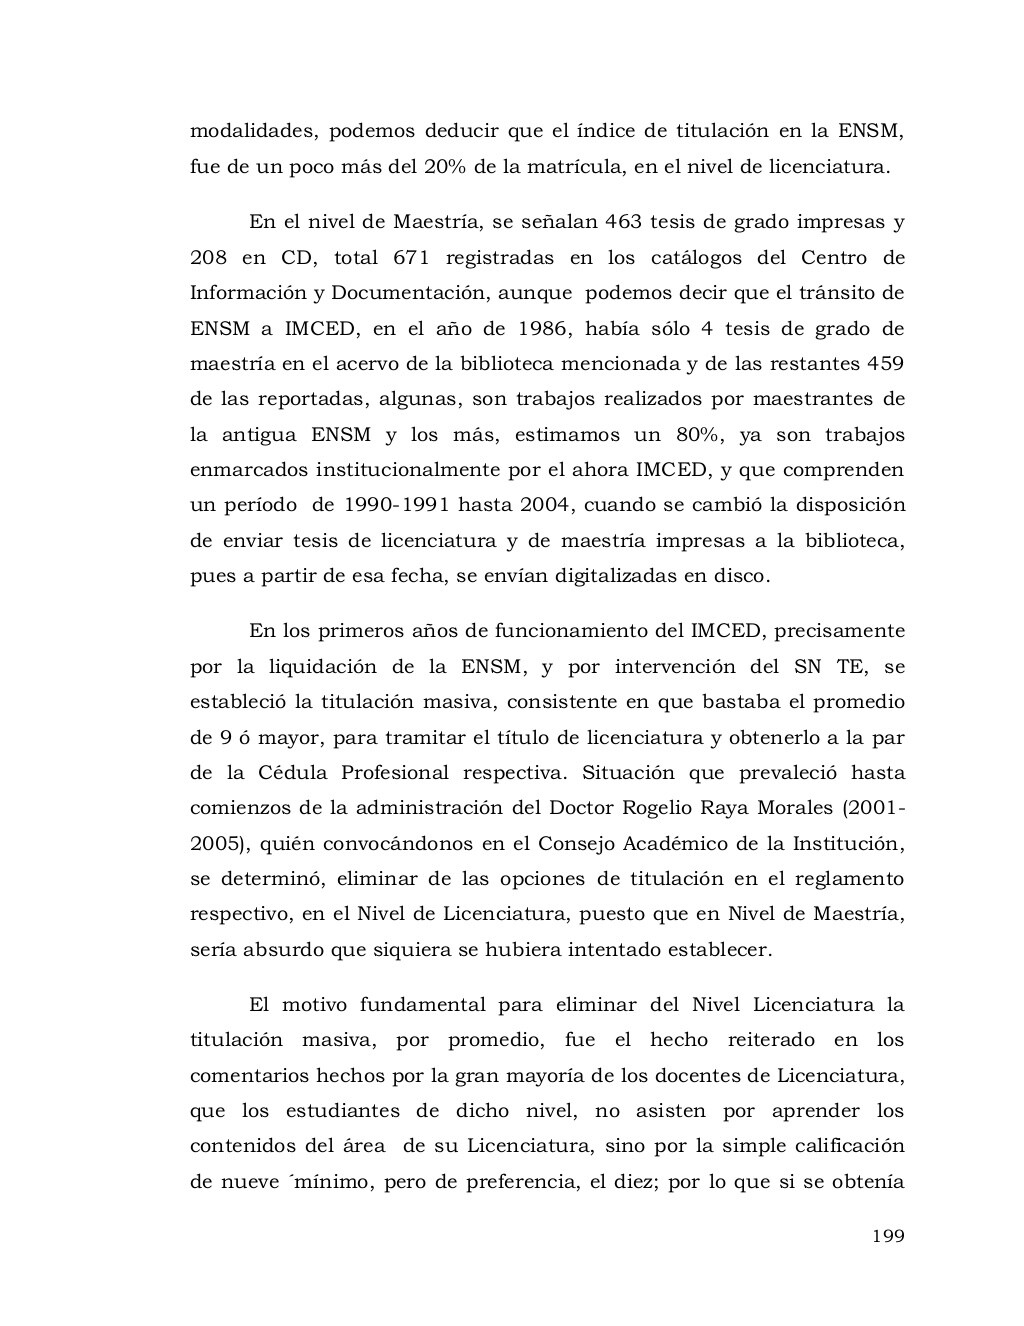 modalidades, podemos deducir que el índice de titulación en la ENSM,
fue de un poco más del 20% de la matrícula, en el nivel de licenciatura.
En el nivel de Maestría, se señalan 463 tesis de grado impresas y
208 en CD, total 671 registradas en los catálogos del Centro de
Información y Documentación, aunque podemos decir que el tránsito de
ENSM a IMCED, en el año de 1986, había sólo 4 tesis de grado de
maestría en el acervo de la biblioteca mencionada y de las restantes 459
de las reportadas, algunas, son trabajos realizados por maestrantes de
la antigua ENSM y los más, estimamos un 80%, ya son trabajos
enmarcados institucionalmente por el ahora IMCED, y que comprenden
un período de 1990-1991 hasta 2004, cuando se cambió la disposición
de enviar tesis de licenciatura y de maestría impresas a la biblioteca,
pues a partir de esa fecha, se envían digitalizadas en disco.
En los primeros años de funcionamiento del IMCED, precisamente
por la liquidación de la ENSM, y por intervención del SN TE, se
estableció la titulación masiva, consistente en que bastaba el promedio
de 9 ó mayor, para tramitar el título de licenciatura y obtenerlo a la par
de la Cédula Profesional respectiva. Situación que prevaleció hasta
comienzos de la administración del Doctor Rogelio Raya Morales (2001-
2005), quién convocándonos en el Consejo Académico de la Institución,
se determinó, eliminar de las opciones de titulación en el reglamento
respectivo, en el Nivel de Licenciatura, puesto que en Nivel de Maestría,
sería absurdo que siquiera se hubiera intentado establecer.
El motivo fundamental para eliminar del Nivel Licenciatura la
titulación masiva, por promedio, fue el hecho reiterado en los
comentarios hechos por la gran mayoría de los docentes de Licenciatura,
que los estudiantes de dicho nivel, no asisten por aprender los
contenidos del área de su Licenciatura, sino por la simple calificación
de nueve ´mínimo, pero de preferencia, el diez; por lo que si se obtenía
199